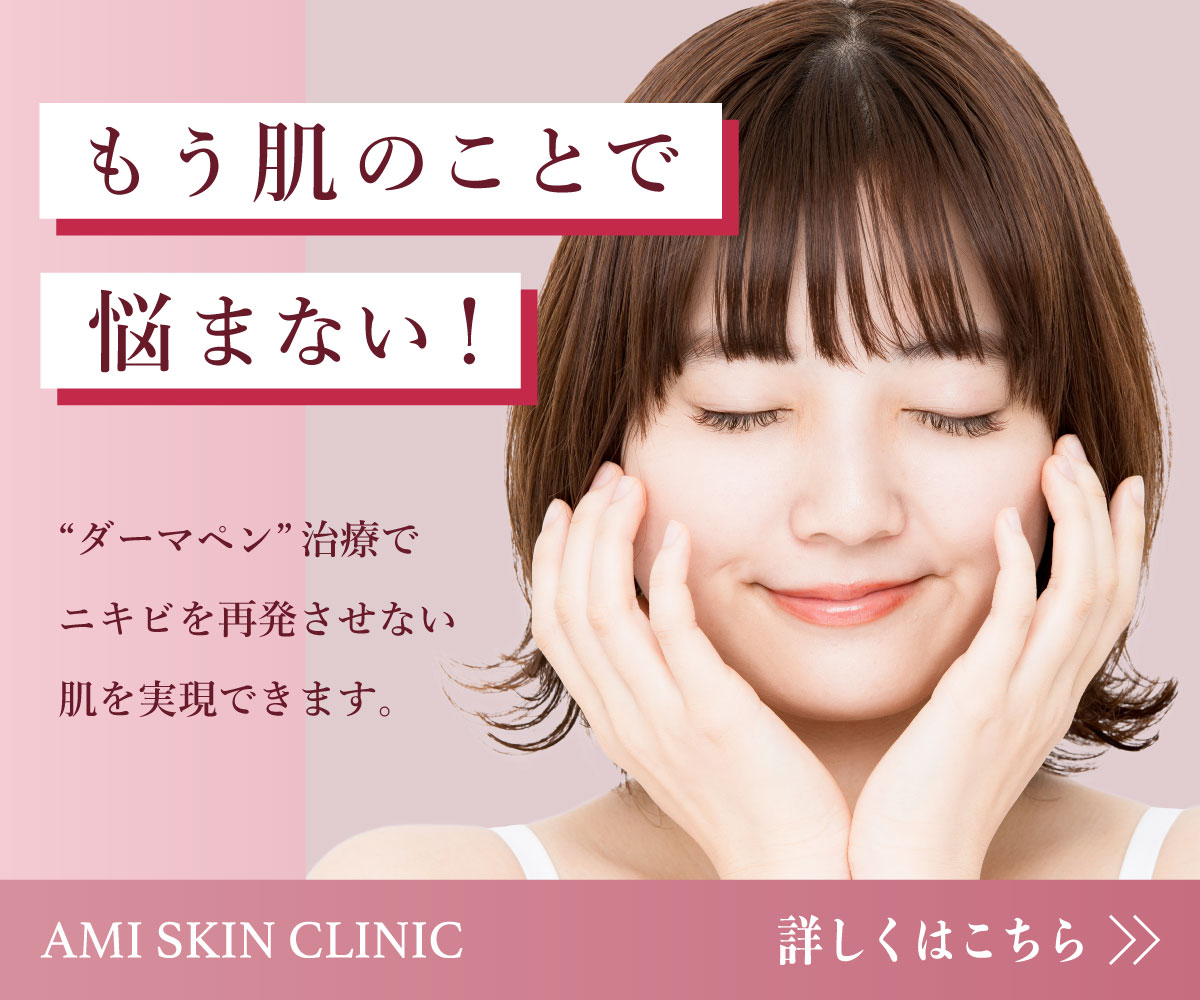 もう肌のことで
悩まない！
“ダーマペン”治療で
ニキビを再発させない
肌を実現できます。
AMI SKIN CLINIC
詳しくはこちら